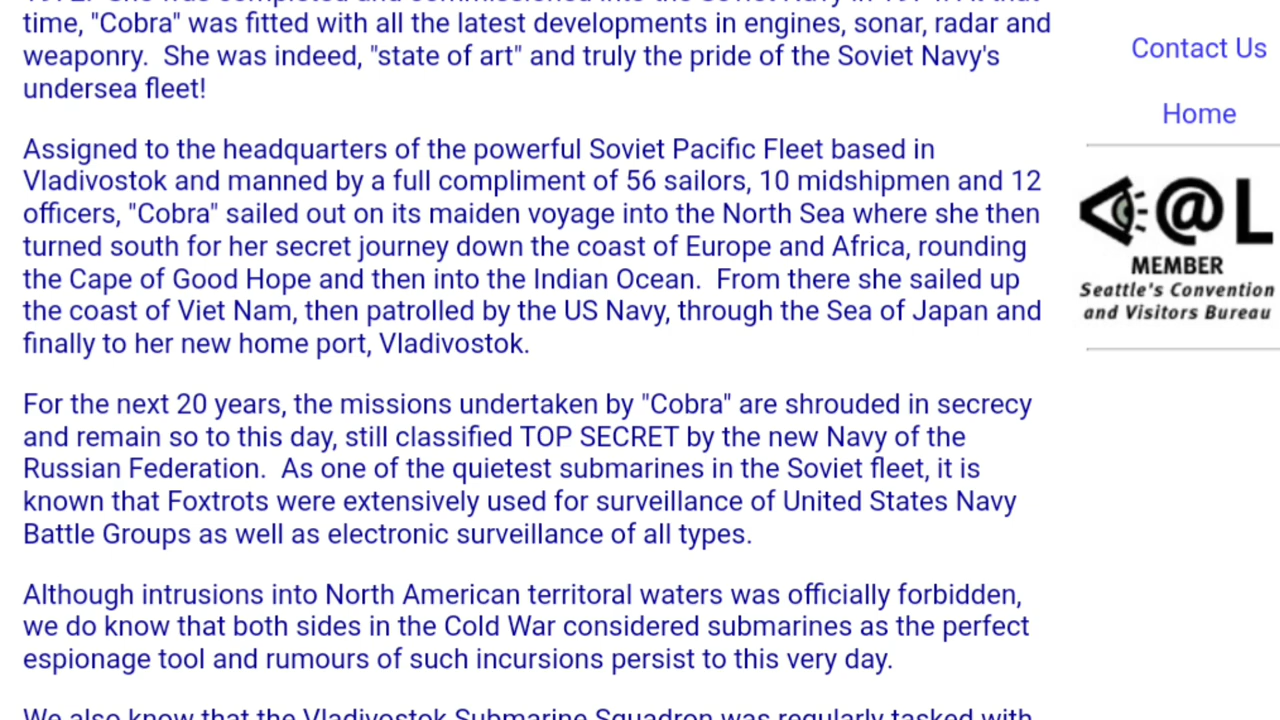 time, "Cobra" was fitted with all the latest developments in engines, sonar, radar and
weaponry.  She was indeed, "state of art" and truly the pride of the Soviet Navy's
undersea fleet!
Assigned to the headquarters of the powerful Soviet Pacific Fleet based in
Vladivostok and manned by a full compliment of 56 sailors, 10 midshipmen and 12
officers, "Cobra" sailed out on its maiden voyage into the North Sea where she then
turned south for her secret journey down the coast of Europe and Africa, rounding
the Cape of Good Hope and then into the Indian Ocean.  From there she sailed up
the coast of Viet Nam, then patrolled by the US Navy, through the Sea of Japan and
finally to her new home port, Vladivostok.
For the next 20 years, the missions undertaken by "Cobra" are shrouded in secrecy
and remain so to this day, still classified TOP SECRET by the new Navy of the
Russian Federation.  As one of the quietest submarines in the Soviet fleet, it is
known that Foxtrots were extensively used for surveillance of United States Navy
Battle Groups as well as electronic surveillance of all types.
Although intrusions into North American territoral waters was officially forbidden,
we do know that both sides in the Cold War considered submarines as the perfect
espionage tool and rumours of such incursions persist to this very day.
We also know that the Vladivostok Submarine Squadron was regularly tasked with
Contact Us
Home
@L
MEMBER
Seattle's Convention
and Visitors Bureau